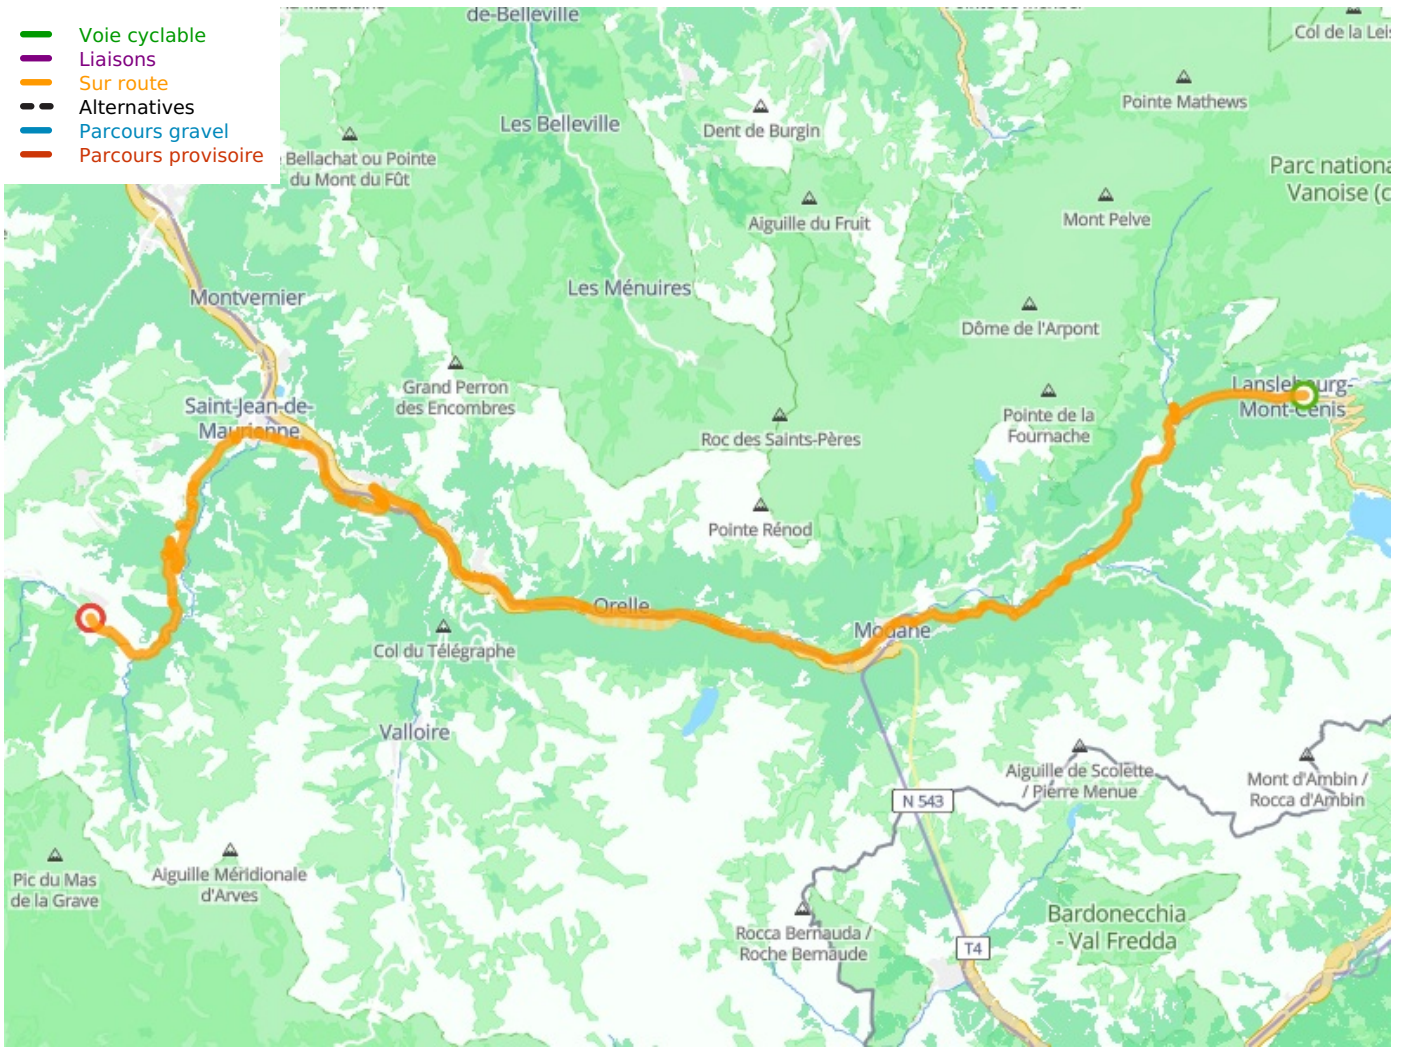 Voie cyclable
Liaisons
Sur route
Alternatives
Parcours gravel
Parcours provisoire
de-Belleville
Col de la Leis
Pointe Mathews
Les Belleville
Dent de Burgin
Bellachat ou Pointe
du Mont du Fût
Parc nationa
Vanoise (c
Aiguille du Fruit
Mont Pelve
Les Ménuires
Montvernier
Dôme de l'Arpont
Grand Perron
des Encombres
Lanslebourg-
Mont-Cenis
Saint-Jean-de-
Maurienne
Pointe de la
Fournache
Roc des Saints-Pères
Pointe Rénod
Orelle
Modane
Col du Télégraphe
Valloire
Aiguille de Scolette
/ Pierre Menue
Mont d'Ambin /
Rocca d'Ambin
N 543
Aiguille Méridionale
d'Arves
Pic du Mas
de la Grave
Bardonecchia
- Val Fredda
Rocca Bernauda /
Roche Bernaude
T4